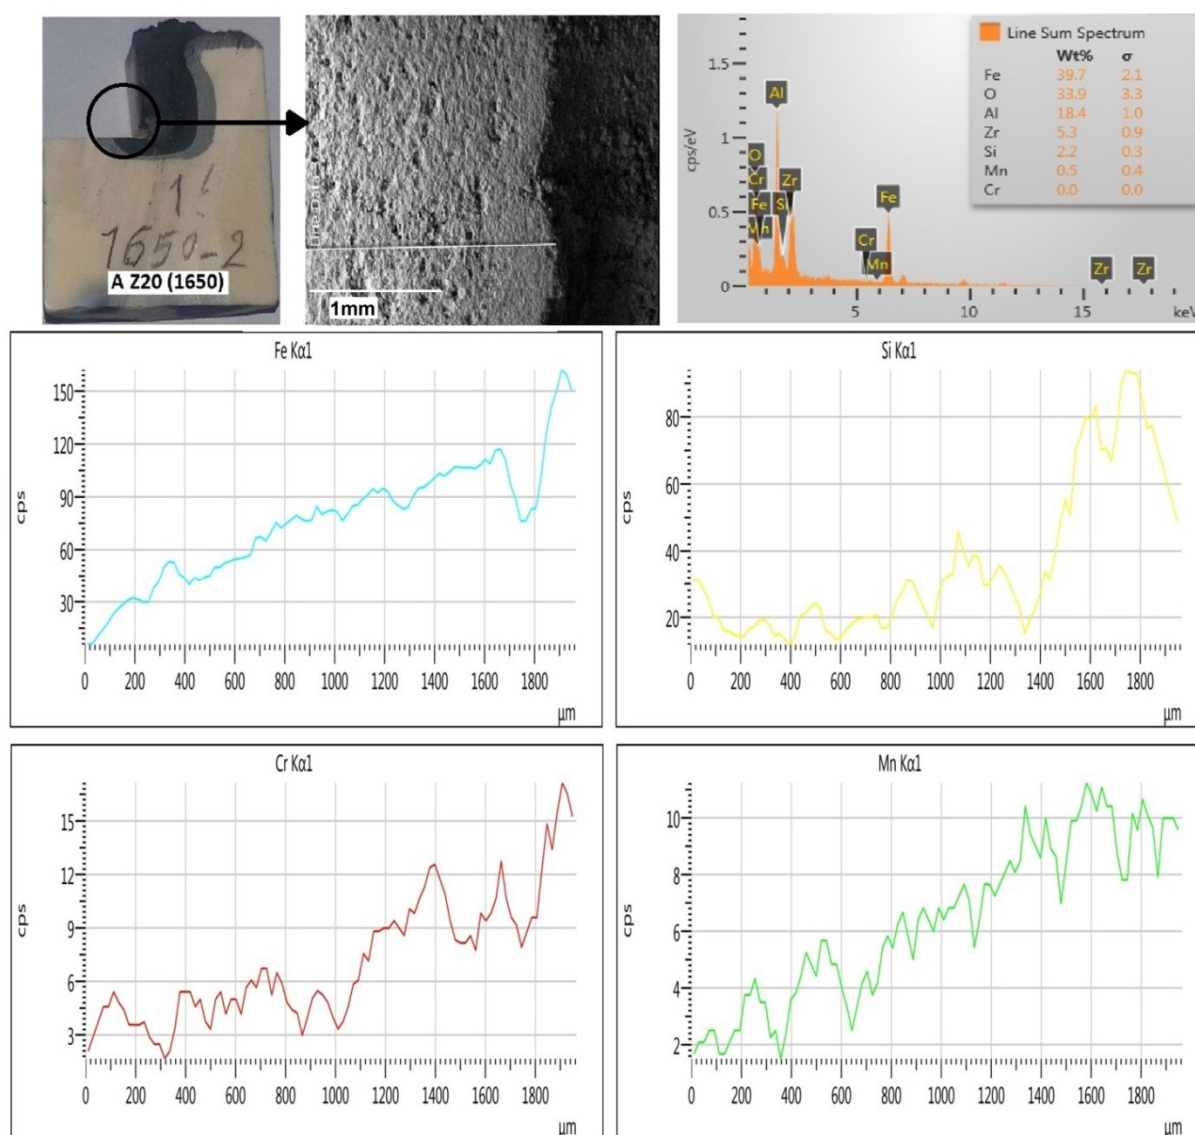 1650-2
A Z20 (1650)
Line Data 1
1mm
cps/eV
1.5
1
0.5
0
5
10
15
keV
Al
O
Cr
Fe
Mn
Si
Zr
Cr
Mn
Fe
Zr
Zr
Line Sum Spectrum
Wt% σ
Fe 39.7 2.1
O 33.9 3.3
Al 18.4 1.0
Zr 5.3 0.9
Si 2.2 0.3
Mn 0.5 0.4
Cr 0.0 0.0
Fe Kα1
cps
150
120
90
60
30
0 200 400 600 800 1000 1200 1400 1600 1800
µm
Si Kα1
cps
80
60
40
20
0 200 400 600 800 1000 1200 1400 1600 1800
µm
Cr Kα1
cps
15
12
9
6
3
0 200 400 600 800 1000 1200 1400 1600 1800
µm
Mn Kα1
cps
10
8
6
4
2
0 200 400 600 800 1000 1200 1400 1600 1800
µm